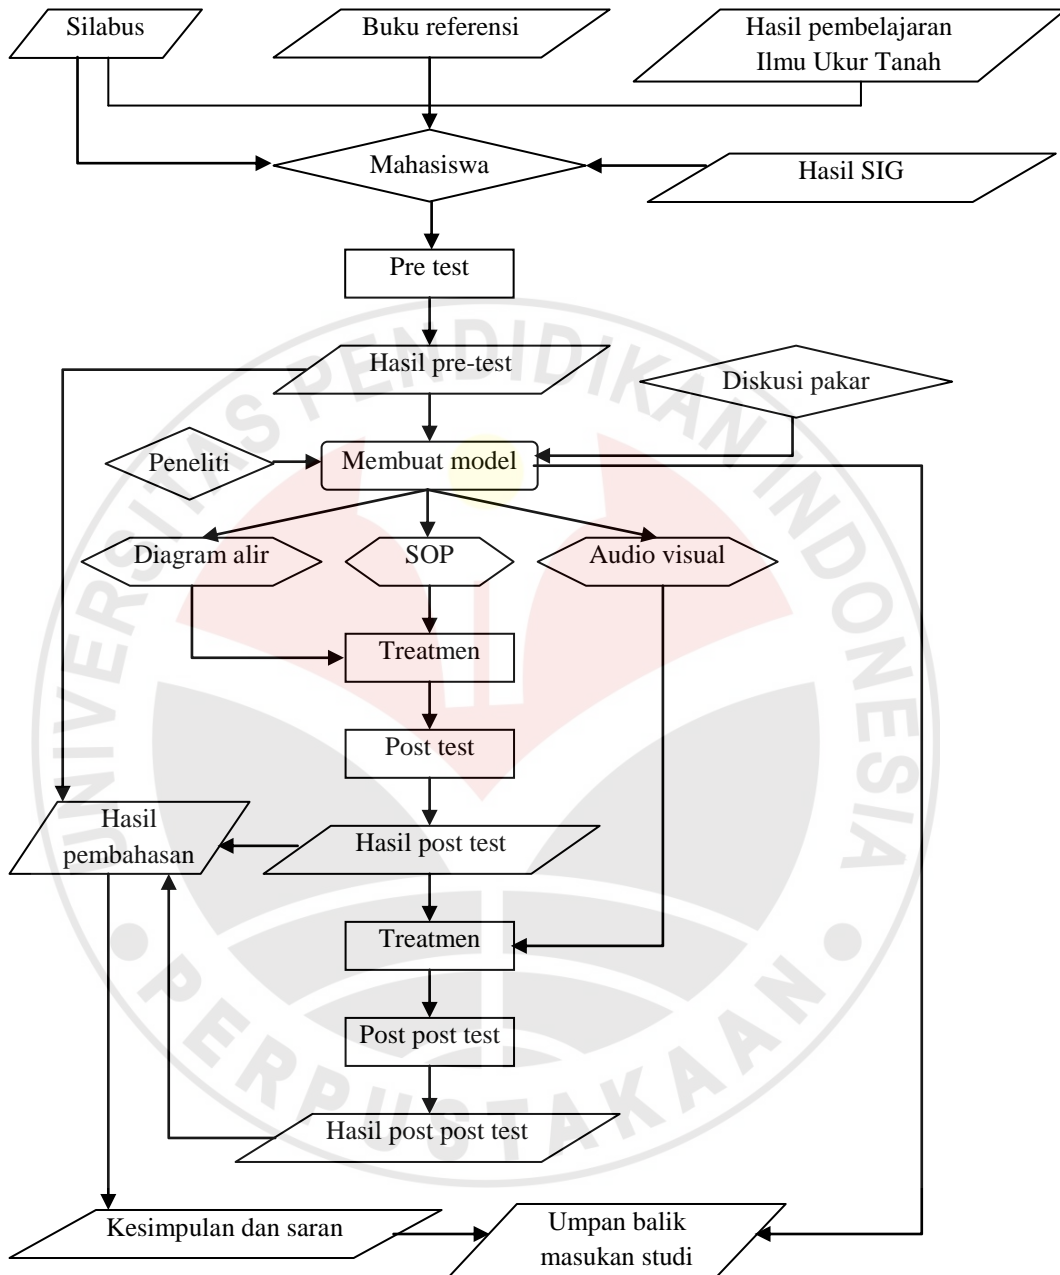 Silabus
Buku referensi
Hasil pembelajaran
Ilmu Ukur Tanah
Mahasiswa
Hasil SIG
Pre test
Hasil pre-test
Diskusi pakar
Peneliti
Membuat model
Diagram alir
SOP
Audio visual
Treatmen
Post test
Hasil
pembahasan
Hasil post test
Treatmen
Post post test
Hasil post post test
Kesimpulan dan saran
Umpan balik
masukan studi
UNIVERSITAS PENDIDIKAN INDONESIA
PERPUSTAKAAN